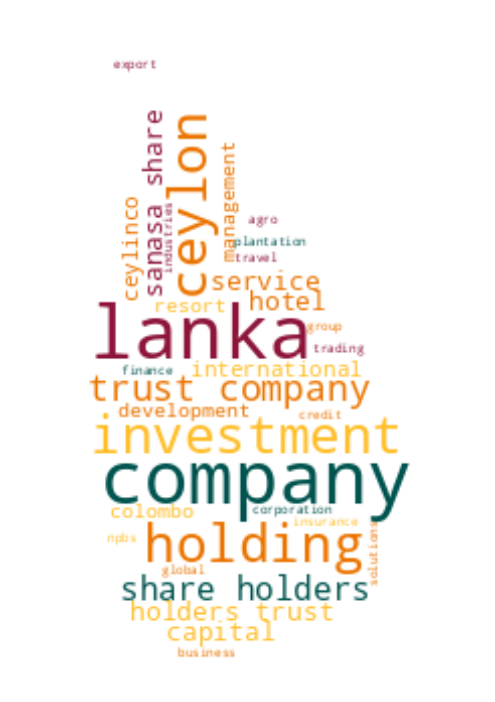 export
sanasa share
ceylon
management
ceylinco
industries
agro
plantation
travel
service
resort hotel
lanka
group
trading
finance international
trust company
development credit
investment
company
colombo corporation
insurance
npbs holding
solutions
global
share holders
holders trust
capital
business